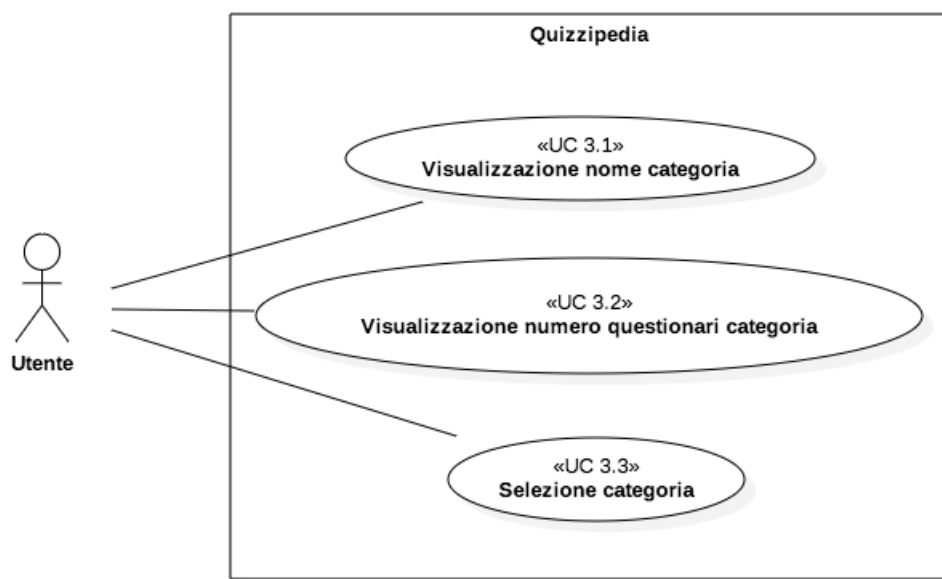 Quizzipedia
«UC 3.1»
Visualizzazione nome categoria
«UC 3.2»
Visualizzazione numero questionari categoria
Utente
«UC 3.3»
Selezione categoria